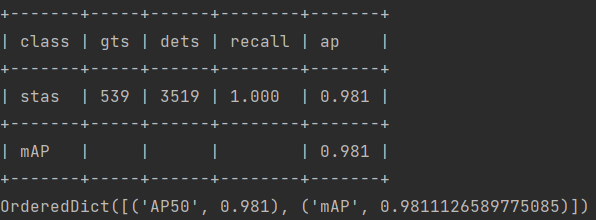 +-------+-----+------+--------+-------+
| class | gts | dets | recall | ap    |
+-------+-----+------+--------+-------+
| stas  | 539 | 3519 | 1.000  | 0.981 |
+-------+-----+------+--------+-------+
| mAP   |     |      |        | 0.981 |
+-------+-----+------+--------+-------+
OrderedDict([('AP50', 0.981), ('mAP', 0.9811126589775085)])